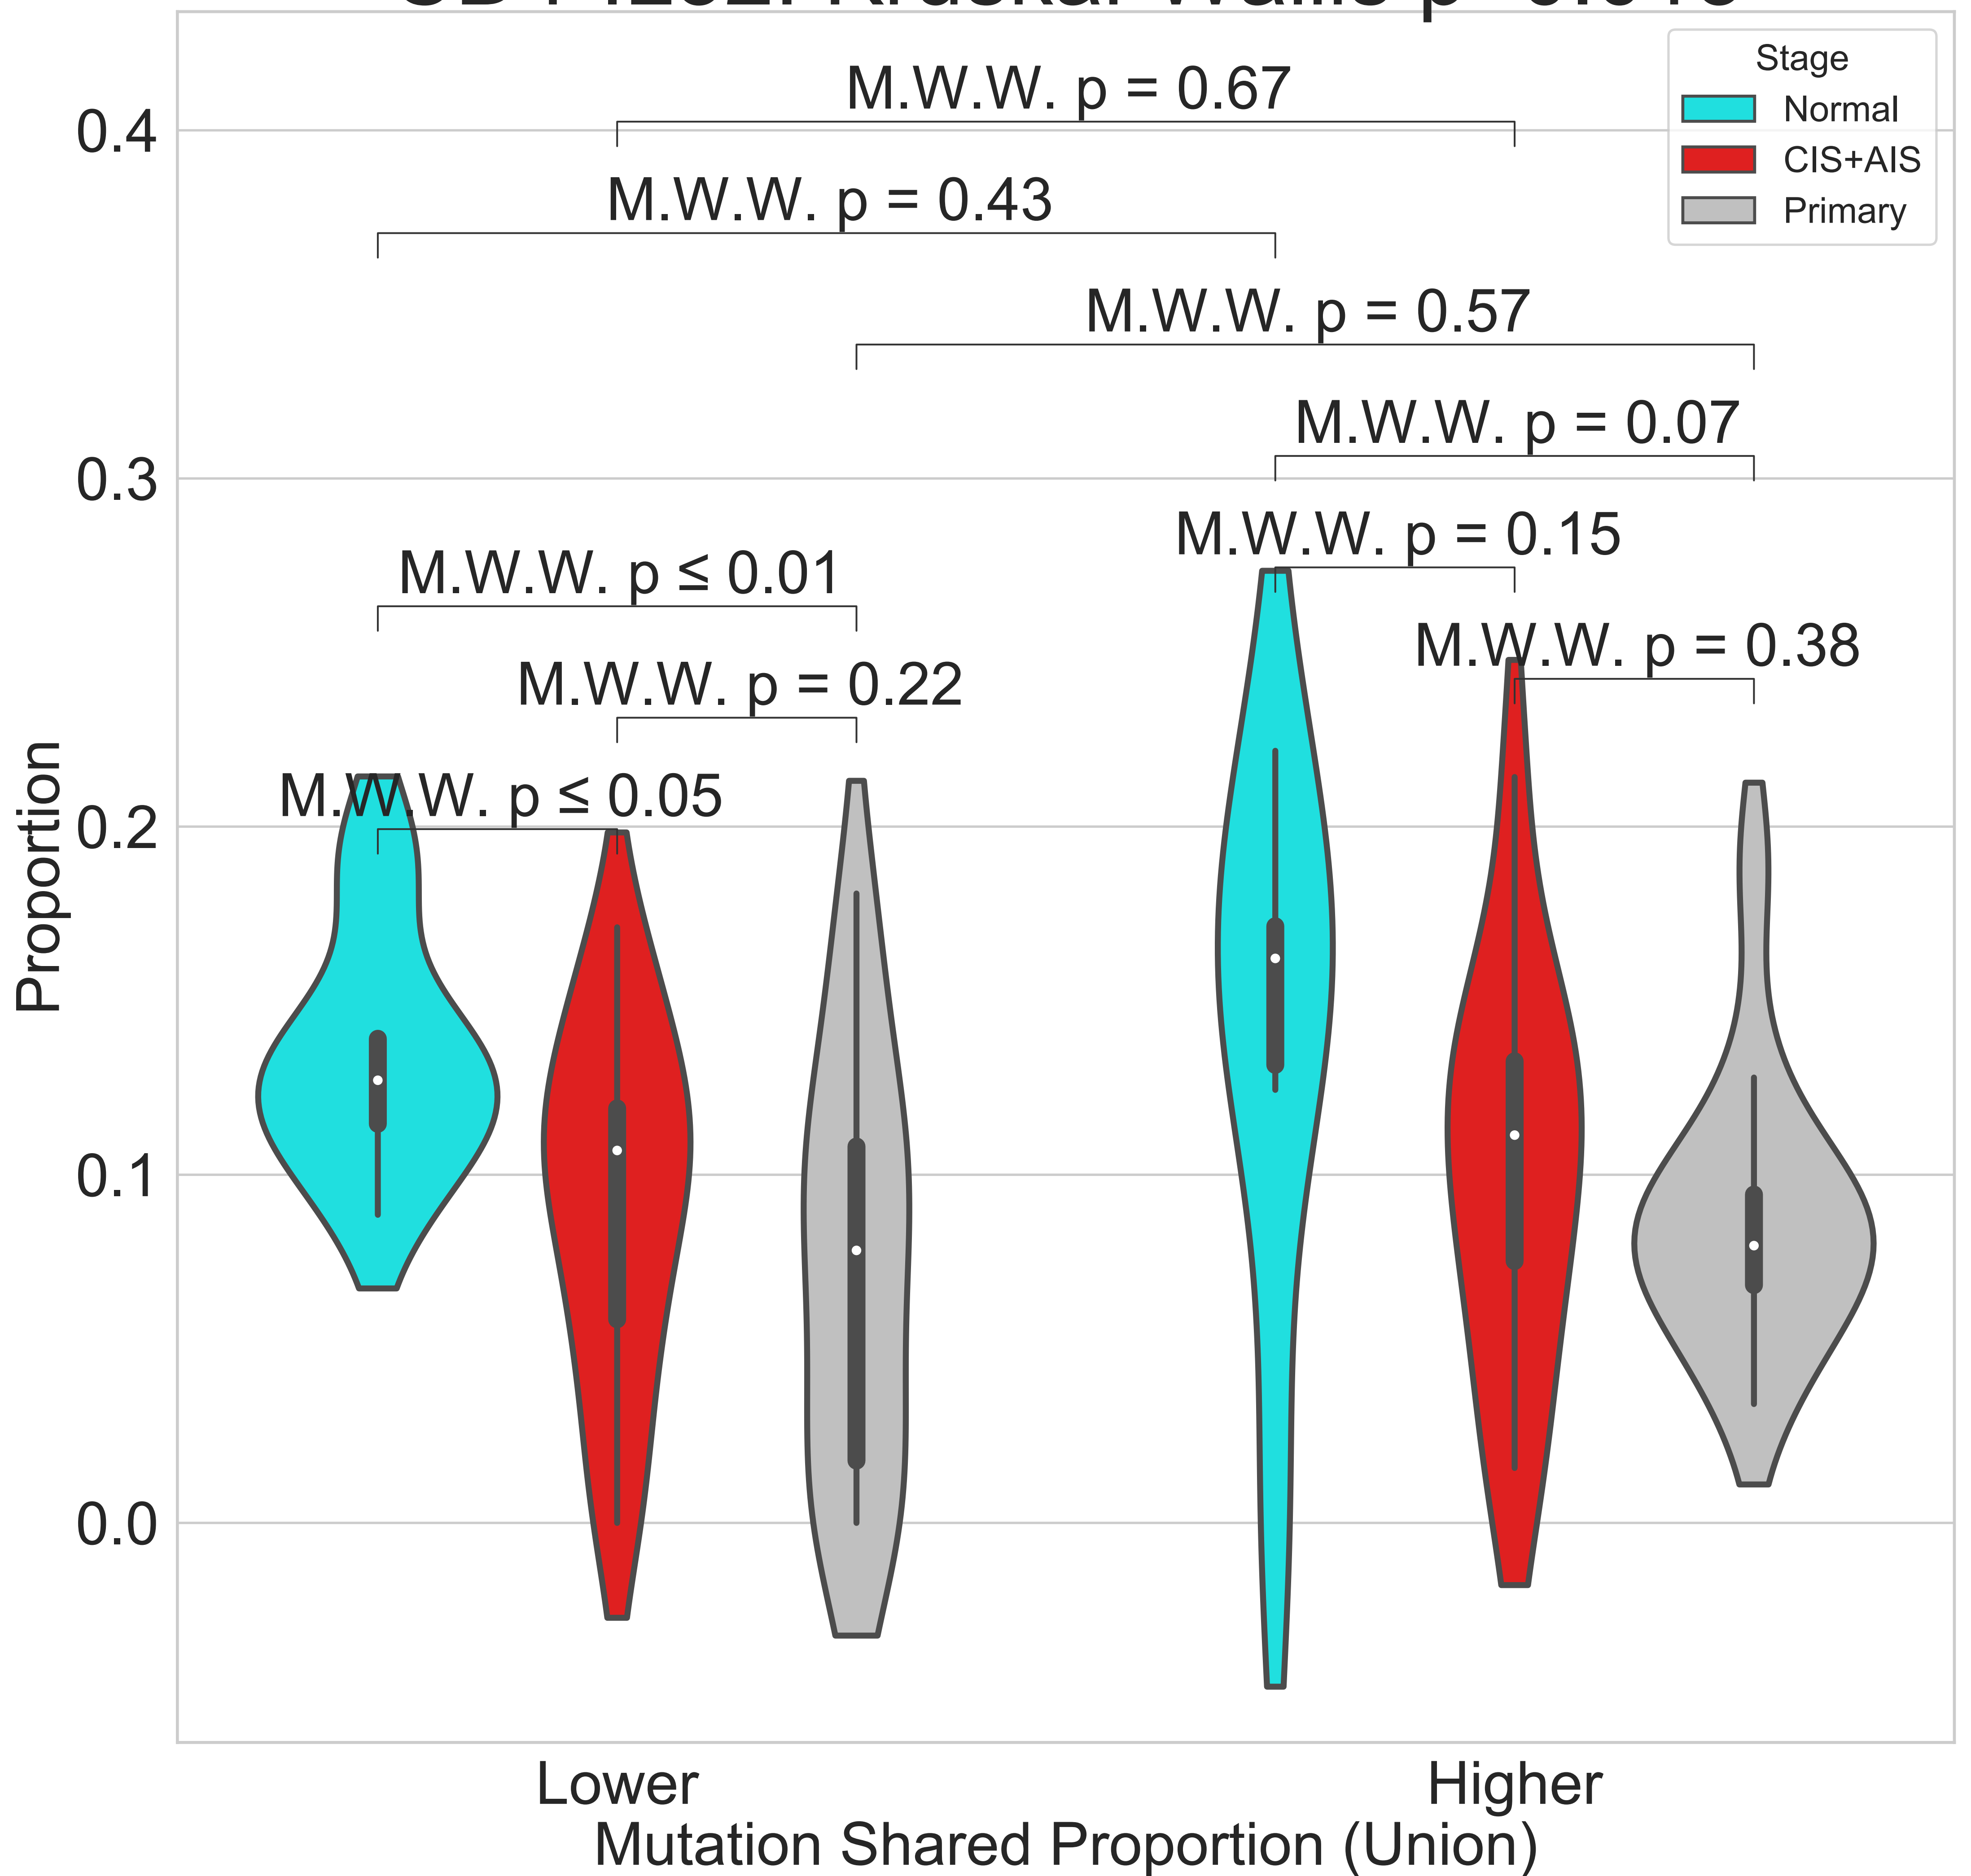 Stage
Normal
CIS+AIS
Primary
M.W.W. p = 0.67
M.W.W. p = 0.43
M.W.W. p = 0.57
M.W.W. p = 0.07
M.W.W. p = 0.15
M.W.W. p ≤ 0.01
M.W.W. p = 0.38
M.W.W. p = 0.22
M.W.W. p ≤ 0.05
0.4
0.3
0.2
0.1
0.0
Proportion
Lower
Higher
Mutation Shared Proportion (Union)